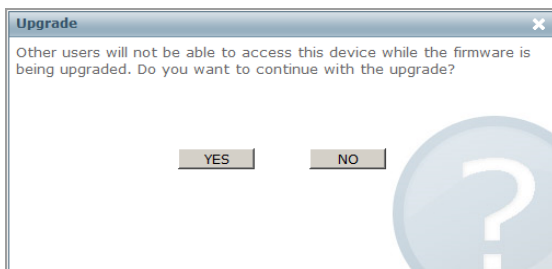 Upgrade
Other users will not be able to access this device while the firmware is
being upgraded. Do you want to continue with the upgrade?
YES NO